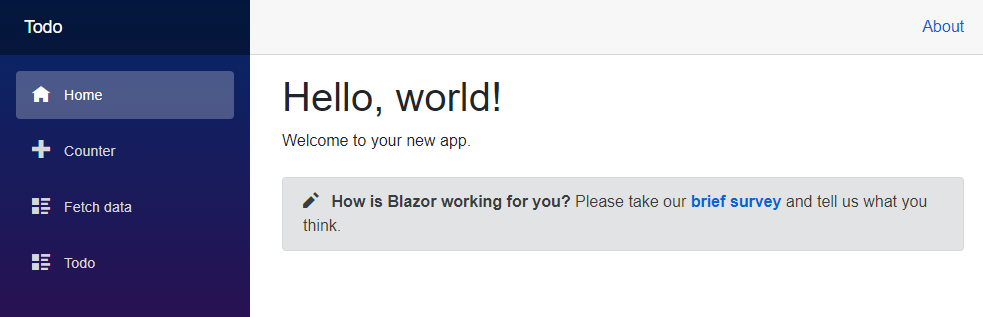 Todo
About
Home
Counter
Fetch data
Todo
Hello, world!
Welcome to your new app.
How is Blazor working for you? Please take our brief survey and tell us what you
think.